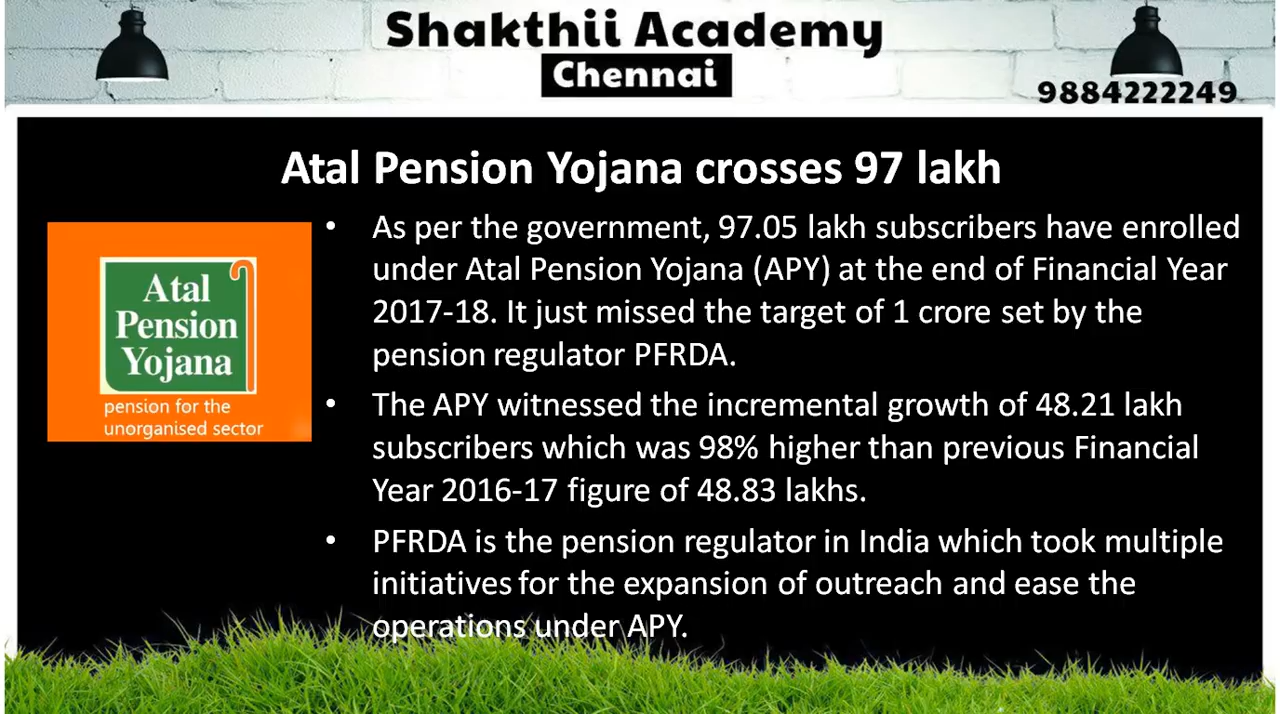 Shakthii Academy
Chennai
9884222249
Atal Pension Yojana crosses 97 lakh
Atal
Pension
Yojana
pension for the
unorganised sector
• As per the government, 97.05 lakh subscribers have enrolled
under Atal Pension Yojana (APY) at the end of Financial Year
2017-18. It just missed the target of 1 crore set by the
pension regulator PFRDA.
• The APY witnessed the incremental growth of 48.21 lakh
subscribers which was 98% higher than previous Financial
Year 2016-17 figure of 48.83 lakhs.
• PFRDA is the pension regulator in India which took multiple
initiatives for the expansion of outreach and ease the
operations under APY.